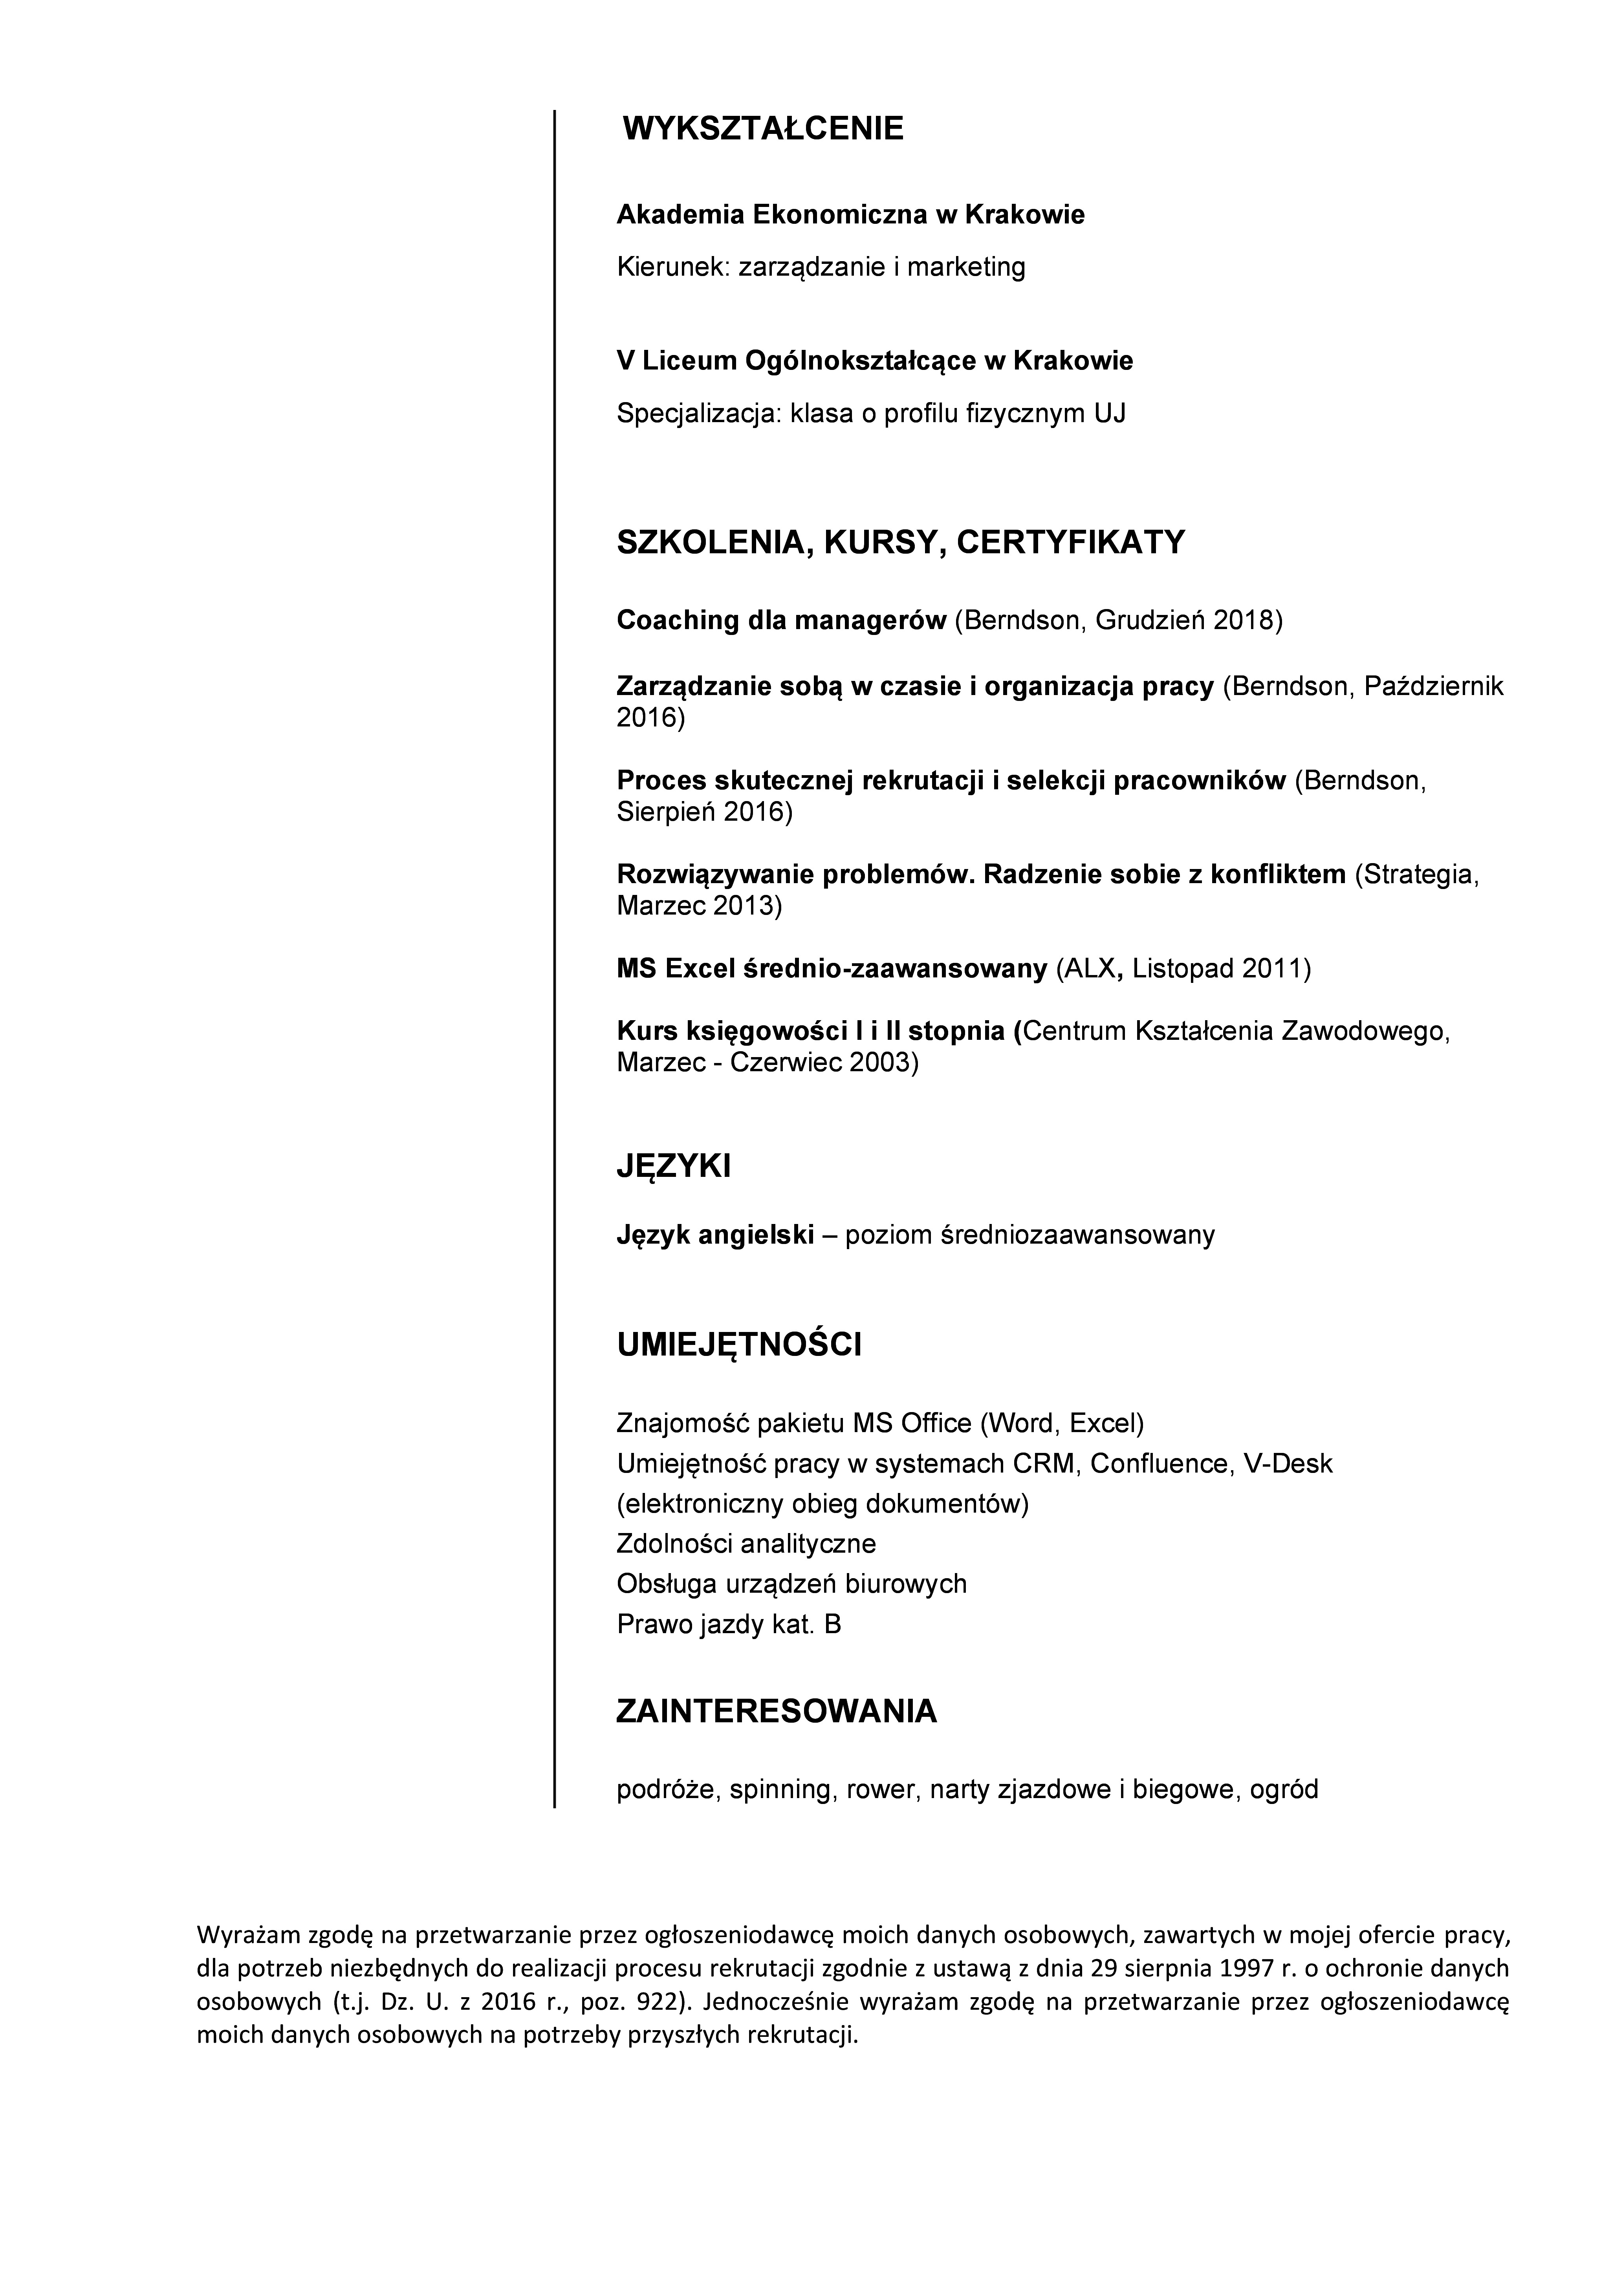 WYKSZTAŁCENIE
Akademia Ekonomiczna w Krakowie
Kierunek: zarządzanie i marketing
V Liceum Ogólnokształcące w Krakowie
Specjalizacja: klasa o profilu fizycznym UJ
SZKOLENIA, KURSY, CERTYFIKATY
Coaching dla managerów (Berndson, Grudzień 2018)
Zarządzanie sobą w czasie i organizacja pracy (Berndson, Październik
2016)
Proces skutecznej rekrutacji i selekcji pracowników (Berndson,
Sierpień 2016)
Rozwiązywanie problemów. Radzenie sobie z konfliktem (Strategia,
Marzec 2013)
MS Excel średnio-zaawansowany (ALX, Listopad 2011)
Kurs księgowości I i II stopnia (Centrum Kształcenia Zawodowego,
Marzec - Czerwiec 2003)
JĘZYKI
Język angielski – poziom średniozaawansowany
UMIEJĘTNOŚCI
Znajomość pakietu MS Office (Word, Excel)
Umiejętność pracy w systemach CRM, Confluence, V-Desk
(elektroniczny obieg dokumentów)
Zdolności analityczne
Obsługa urządzeń biurowych
Prawo jazdy kat. B
ZAINTERESOWANIA
podróże, spinning, rower, narty zjazdowe i biegowe, ogród
Wyrażam zgodę na przetwarzanie przez ogłoszeniodawcę moich danych osobowych, zawartych w mojej ofercie pracy,
dla potrzeb niezbędnych do realizacji procesu rekrutacji zgodnie z ustawą z dnia 29 sierpnia 1997 r. o ochronie danych
osobowych (t.j. Dz. U. z 2016 r., poz. 922). Jednocześnie wyrażam zgodę na przetwarzanie przez ogłoszeniodawcę
moich danych osobowych na potrzeby przyszłych rekrutacji.